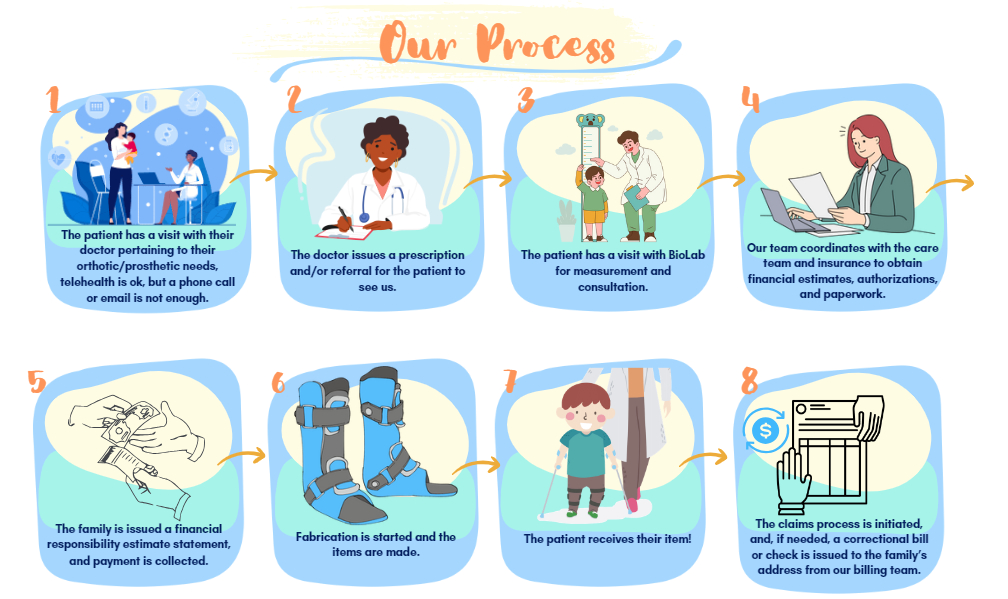 Our Process
1
The patient has a visit with their
doctor pertaining to their
orthotic/prosthetic needs,
telehealth is ok, but a phone call
or email is not enough.
2
The doctor issues a prescription
and/or referral for the patient to
see us.
3
The patient has a visit with BioLab
for measurement and
consultation.
4
Our team coordinates with the care
team and insurance to obtain
financial estimates, authorizations,
and paperwork.
5
The family is issued a financial
responsibility estimate statement,
and payment is collected.
6
Fabrication is started and the
items are made.
7
The patient receives their item!
8
$
The claims process is initiated,
and, if needed, a correctional bill
or check is issued to the family's
address from our billing team.